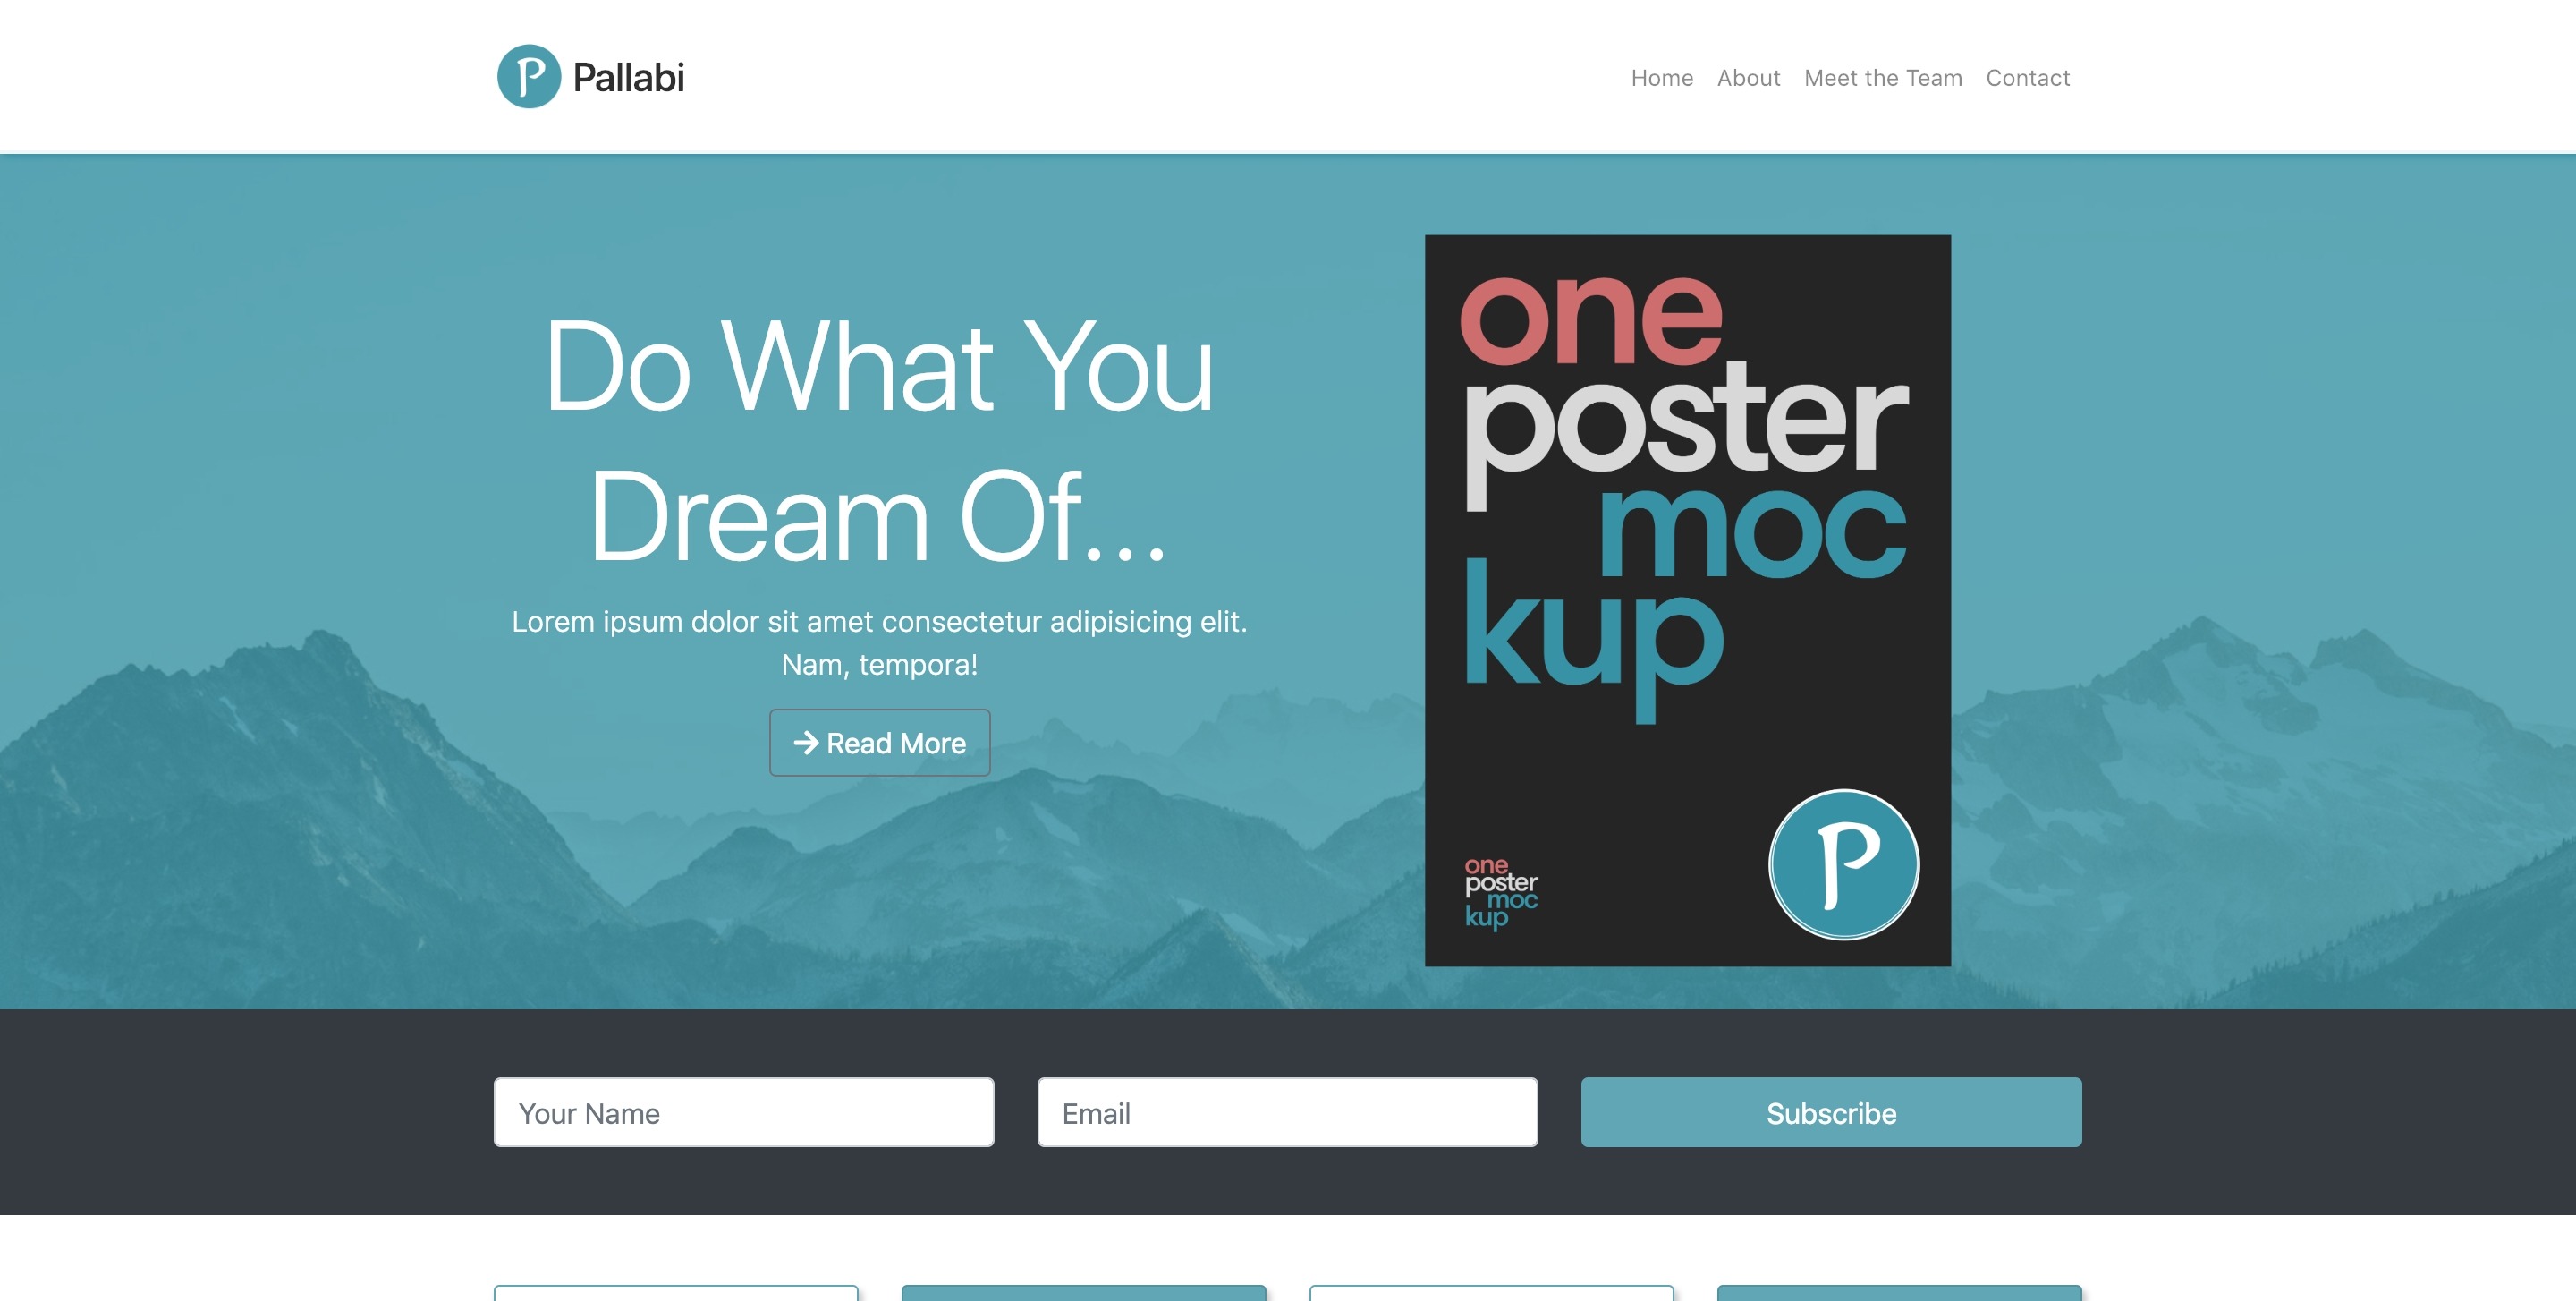 P
Pallabi
Home About Meet the Team Contact
Do What You
Dream Of...
Lorem ipsum dolor sit amet consectetur adipisicing elit.
Nam, tempora!
Read More
one
poster
moc
kup
one
poster
moc
kup
P
Your Name
Email
Subscribe